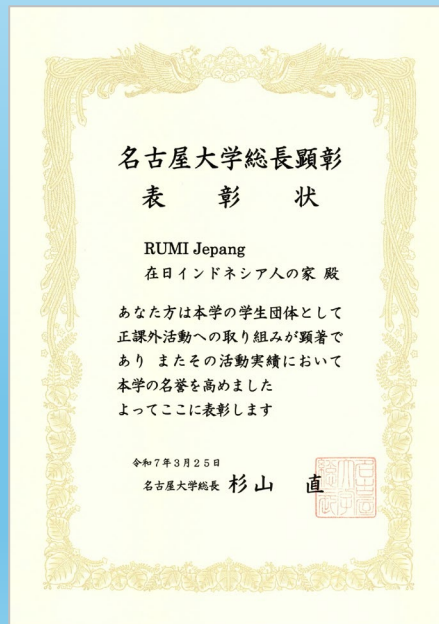 名古屋大学総長顕彰
表 彰 状
RUMI Jepang
在日インドネシア人の家 殿
あなた方は本学の学生団体として
正課外活動への取り組みが顕著で
あり またその活動実績において
本学の名誉を高めました
よってここに表彰します
令和7年3月25日
名古屋大学総長 杉山 直